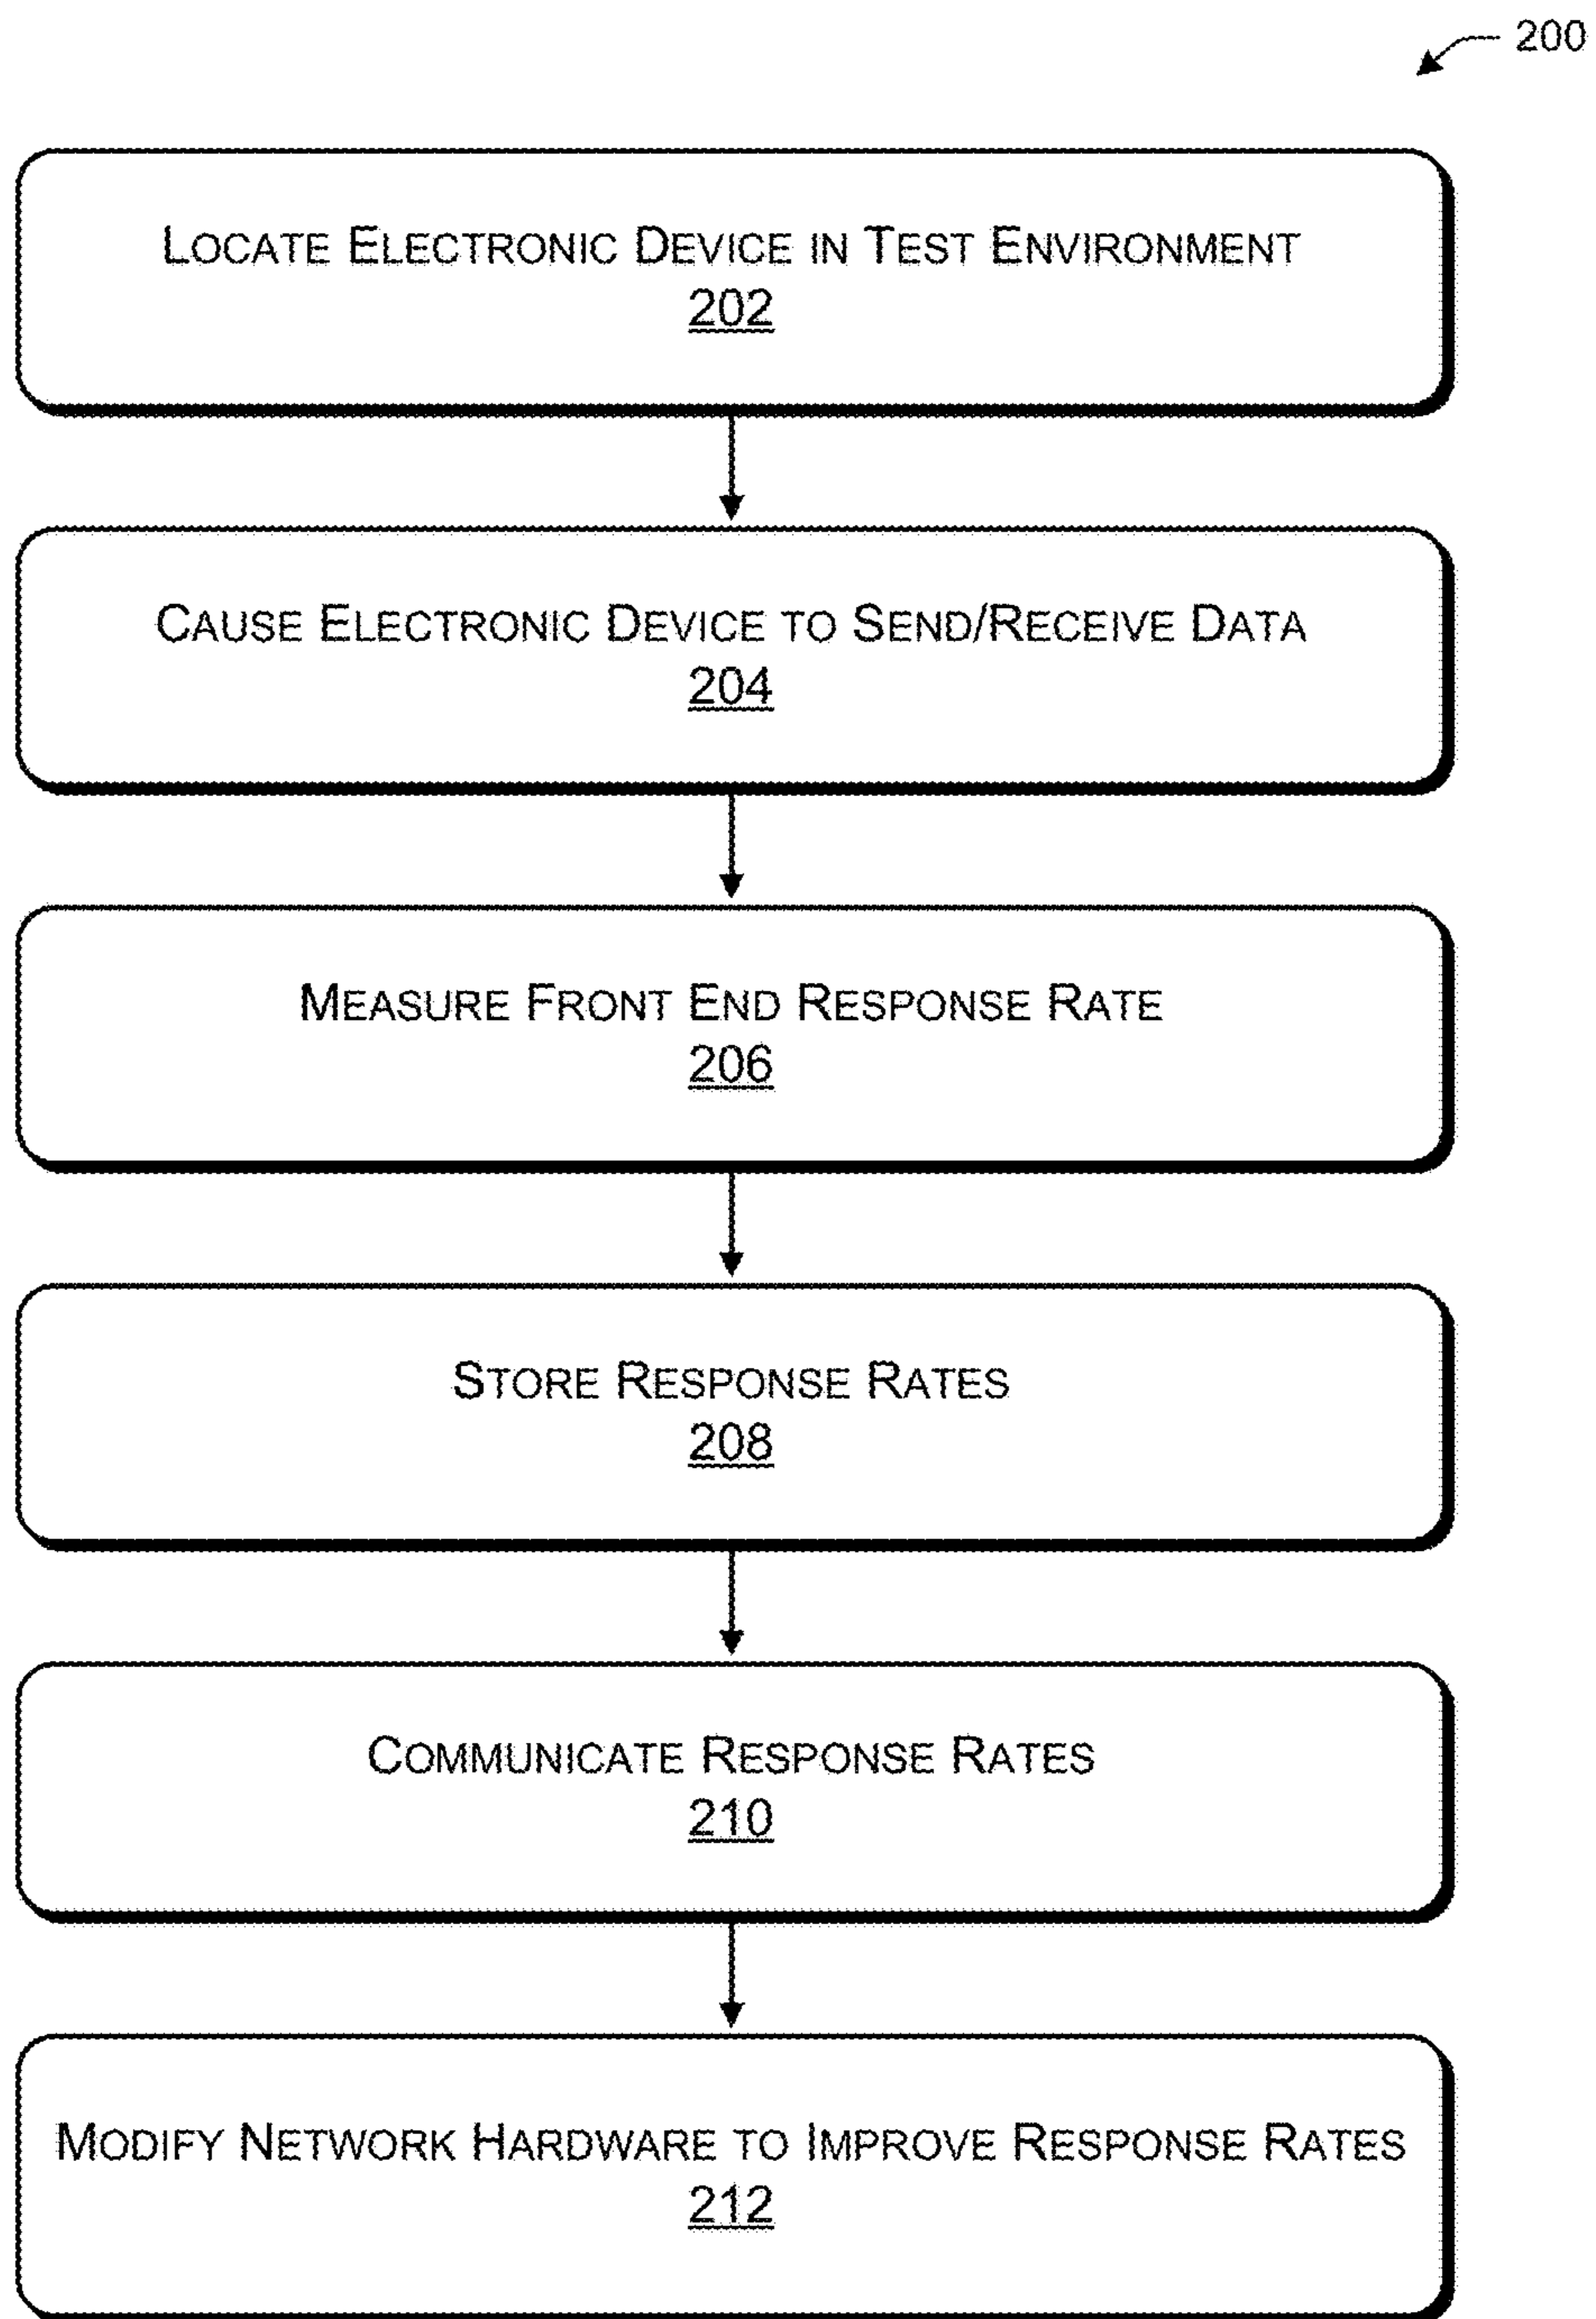 200
LOCATE ELECTRONIC DEVICE IN TEST ENVIRONMENT
202
CAUSE ELECTRONIC DEVICE TO SEND/RECEIVE DATA
204
MEASURE FRONT END RESPONSE RATE
206
STORE RESPONSE RATES
208
COMMUNICATE RESPONSE RATES
210
MODIFY NETWORK HARDWARE TO IMPROVE RESPONSE RATES
212